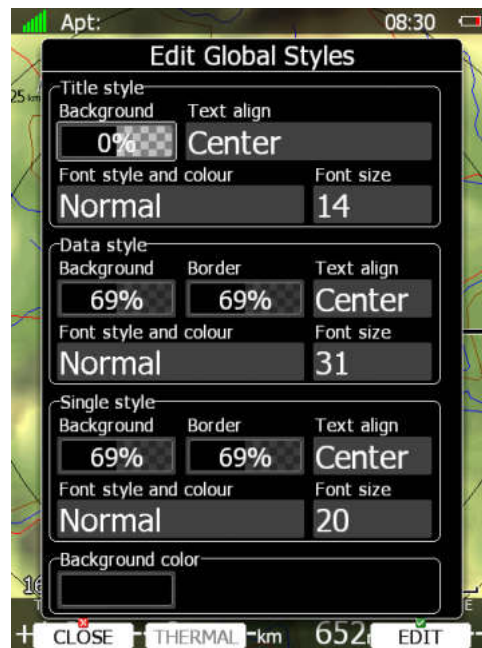 Apt: 08:30
Edit Global Styles
25 km
Title style
Background Text align
0% Center
Font style and colour Font size
Normal 14
Data style
Background Border Text align
69% 69% Center
Font style and colour Font size
Normal 31
Single style
Background Border Text align
69% 69% Center
Font style and colour Font size
Normal 20
Background color
CLOSE THERMAL km 652 EDIT